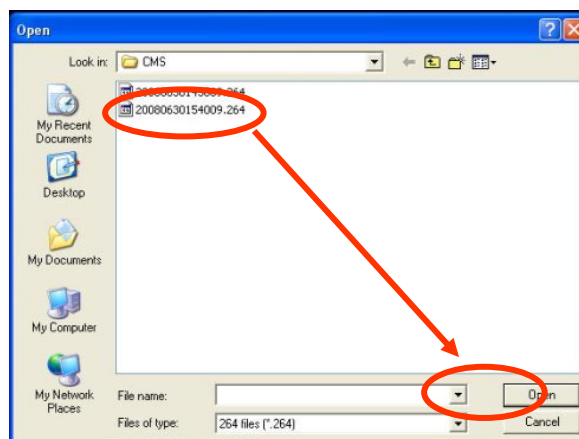 Open
Look in:
CMS
20080630154009.264
My Recent
Documents
Desktop
My Documents
My Computer
My Network
Places
File name:
Open
Files of type:
264 files (*.264)
Cancel